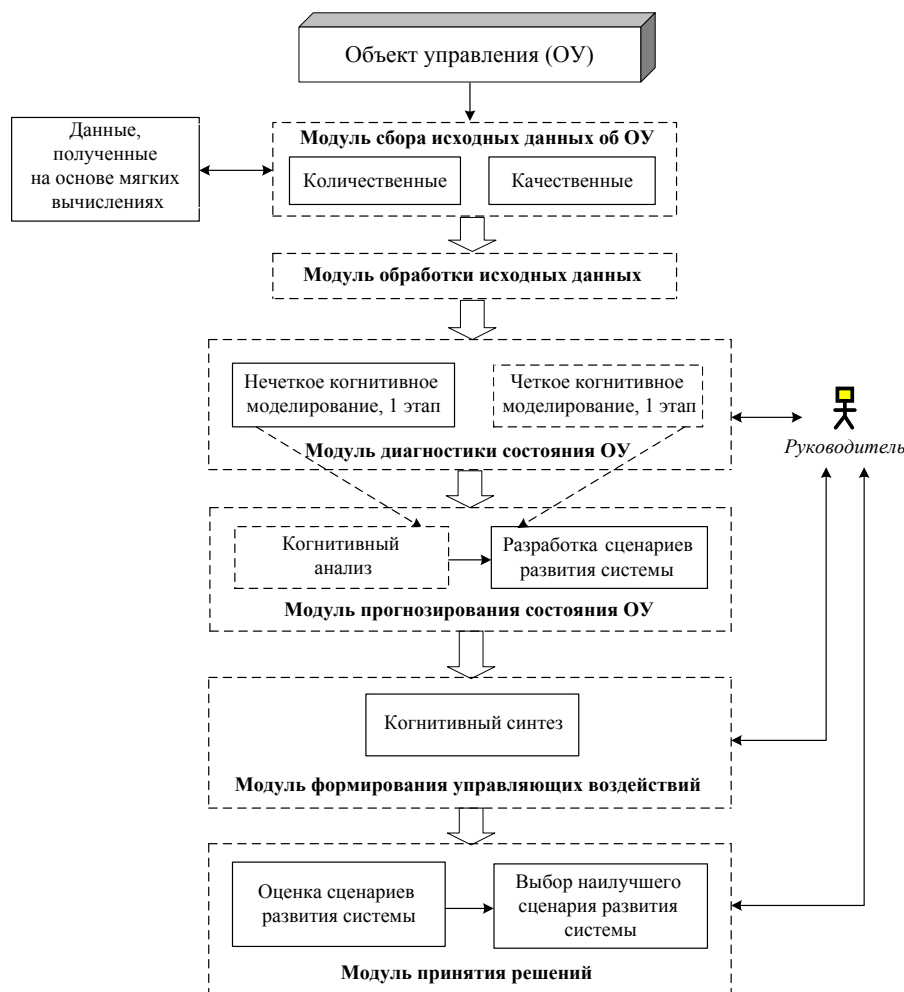 Объект управления (ОУ)
Данные,
полученные
на основе мягких
вычислениях
Модуль сбора исходных данных об ОУ
Количественные
Качественные
Модуль обработки исходных данных
Нечеткое когнитивное
моделирование, 1 этап
Четкое когнитивное
моделирование, 1 этап
Модуль диагностики состояния ОУ
Руководитель
Когнитивный
анализ
Разработка сценариев
развития системы
Модуль прогнозирования состояния ОУ
Когнитивный синтез
Модуль формирования управляющих воздействий
Оценка сценариев
развития системы
Выбор наилучшего
сценария развития
системы
Модуль принятия решений